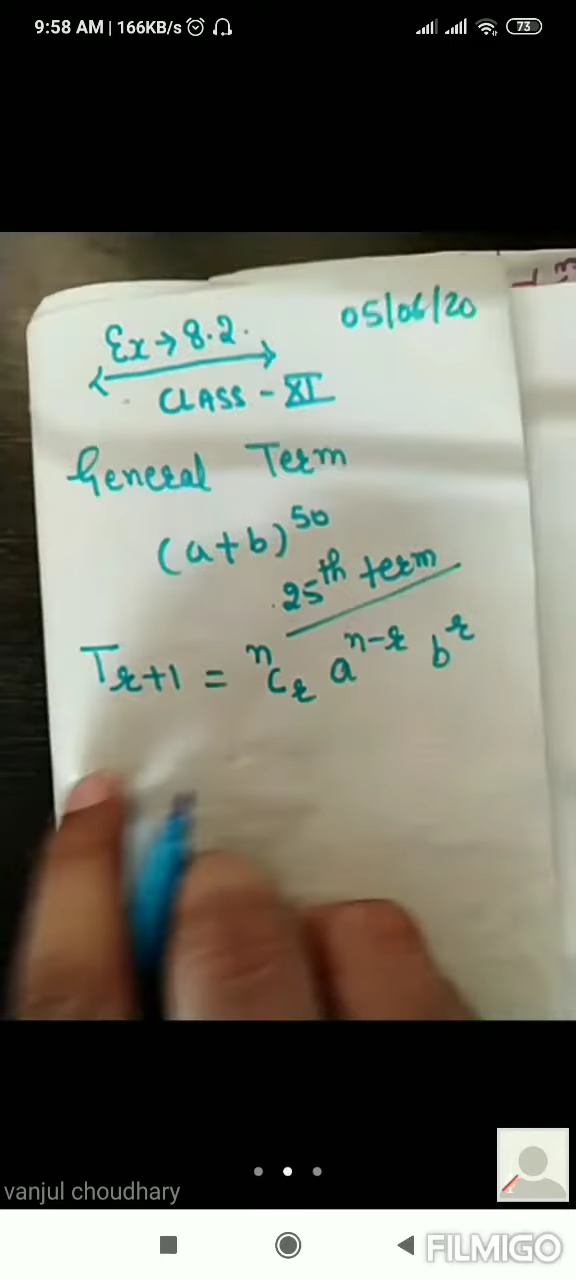 9:58 AM | 166KB/s
73
Ex → 8.2.
05/06/20
CLASS - XI
General Term
(a+b)^50
25th term
T_{r+1} = ^nC_r a^{n-r} b^r
vanjul choudhary
FILMIGO